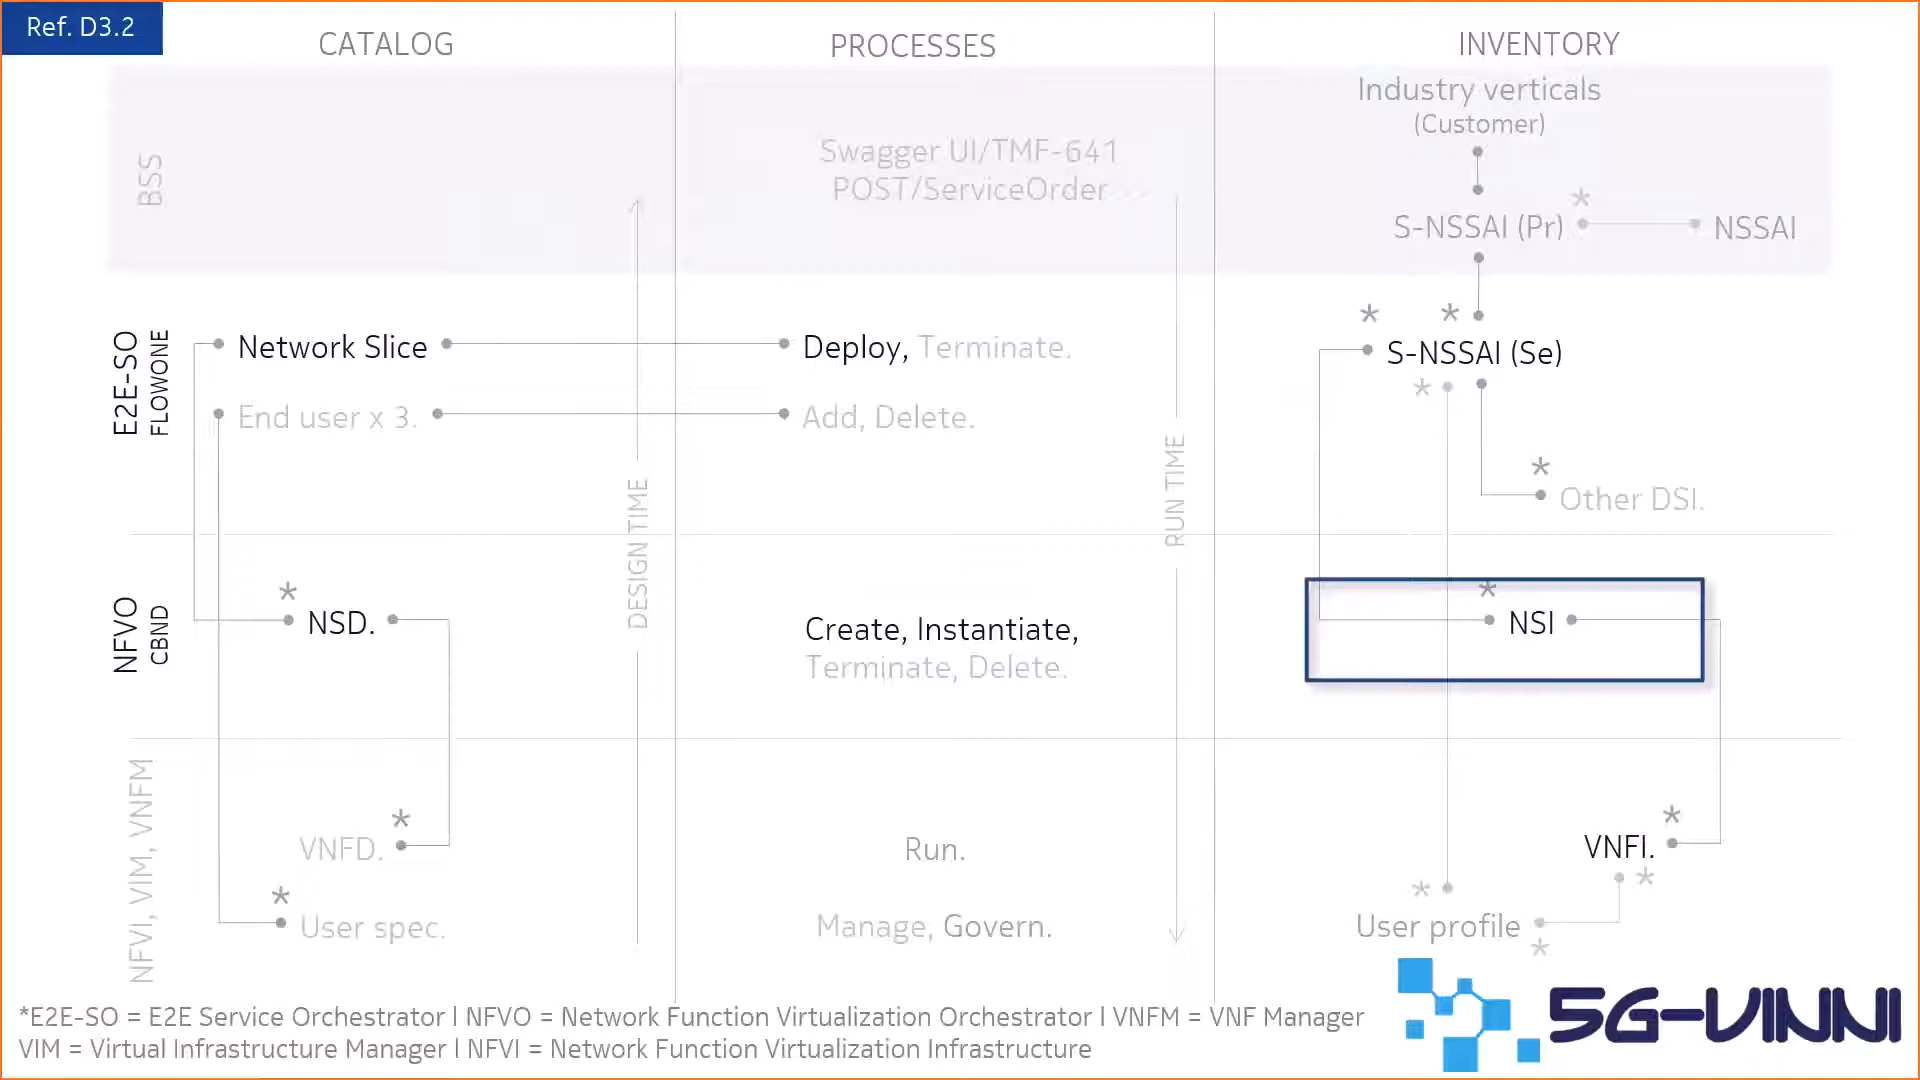 Ref. D3.2
CATALOG
PROCESSES
INVENTORY
BSS
Swagger UI/TMF-641
POST/ServiceOrder
Industry verticals
(Customer)
S-NSSAI (Pr)
*
NSSAI
E2E-SO
FLOWONE
Network Slice
Deploy, Terminate.
* *
S-NSSAI (Se)
*
End user x 3.
Add, Delete.
*
Other DSI.
DESIGN TIME
RUN TIME
NFVO
CBND
*
NSD.
Create, Instantiate,
Terminate, Delete.
*
NSI
NFVI, VIM, VNFM
*
VNFD.
Run.
*
VNFI.
*
*
User spec.
Manage, Govern.
*
User profile
*
*E2E-SO = E2E Service Orchestrator l NFVO = Network Function Virtualization Orchestrator l VNFM = VNF Manager
VIM = Virtual Infrastructure Manager l NFVI = Network Function Virtualization Infrastructure
5G-VINNI